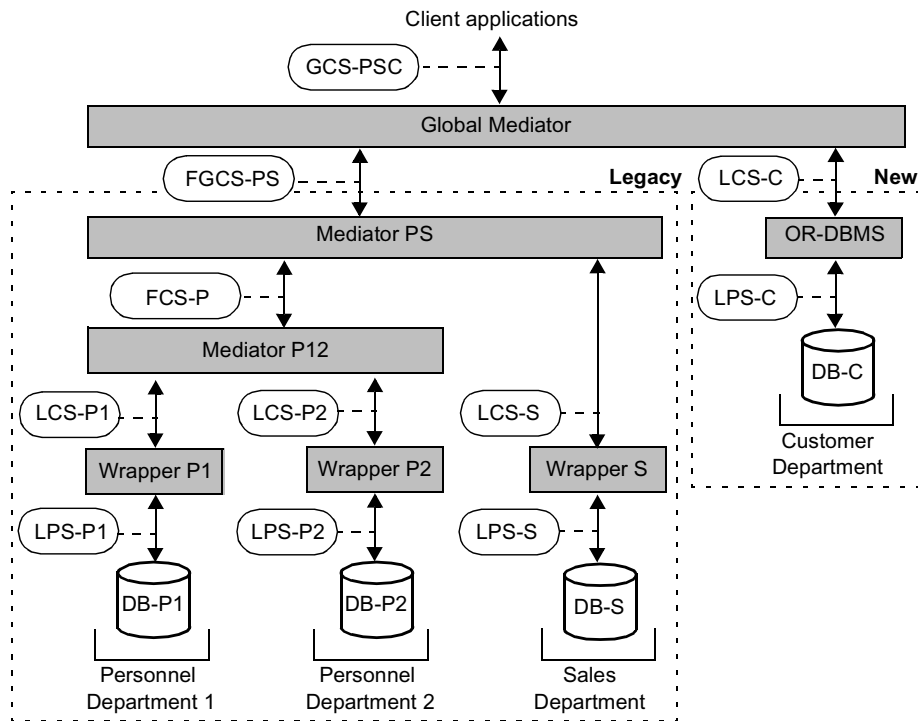 Client applications
GCS-PSC
Global Mediator
FGCS-PS
Legacy
LCS-C
New
Mediator PS
OR-DBMS
FCS-P
LPS-C
Mediator P12
DB-C
LCS-P1
LCS-P2
LCS-S
Customer
Department
Wrapper P1
Wrapper P2
Wrapper S
LPS-P1
LPS-P2
LPS-S
DB-P1
DB-P2
DB-S
Personnel
Department 1
Personnel
Department 2
Sales
Department